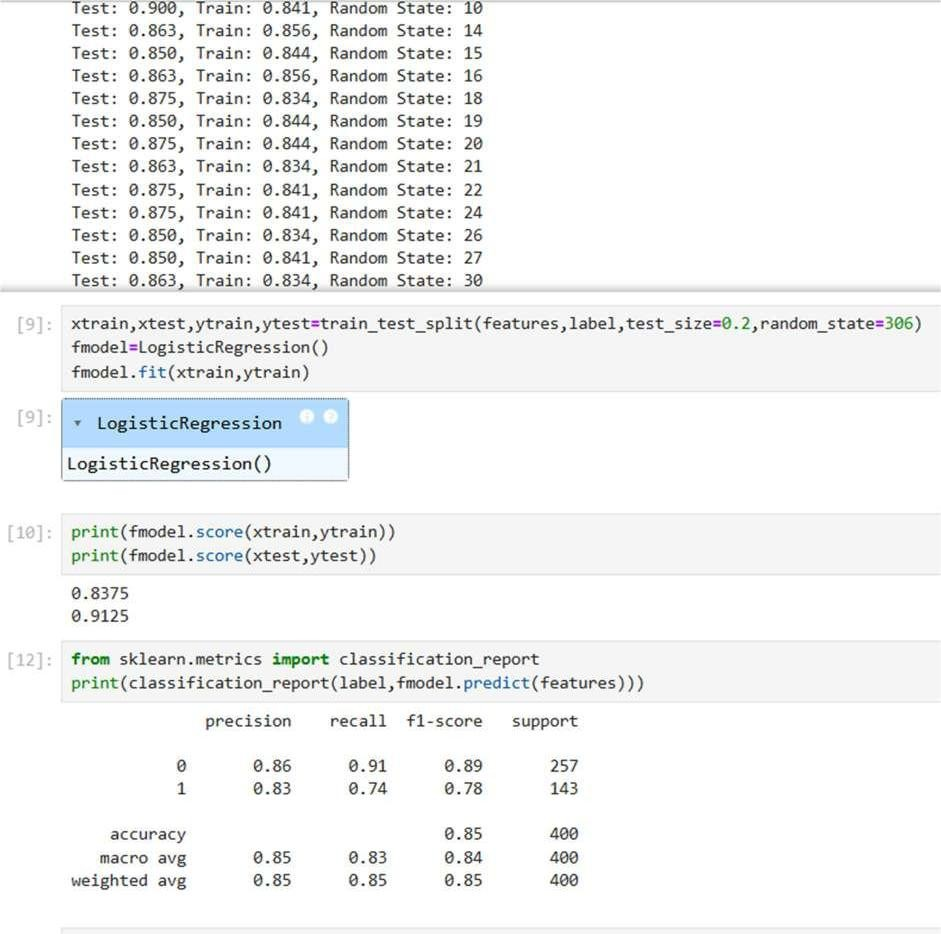 Test: 0.900, Train: 0.841, Random State: 10
Test: 0.863, Train: 0.856, Random State: 14
Test: 0.850, Train: 0.844, Random State: 15
Test: 0.863, Train: 0.856, Random State: 16
Test: 0.875, Train: 0.834, Random State: 18
Test: 0.850, Train: 0.844, Random State: 19
Test: 0.875, Train: 0.844, Random State: 20
Test: 0.863, Train: 0.834, Random State: 21
Test: 0.875, Train: 0.841, Random State: 22
Test: 0.875, Train: 0.841, Random State: 24
Test: 0.850, Train: 0.834, Random State: 26
Test: 0.850, Train: 0.841, Random State: 27
Test: 0.863, Train: 0.834, Random State: 30
[9]: xtrain,xtest,ytrain,ytest=train_test_split(features,label,test_size=0.2,random_state=306)
fmodel=LogisticRegression()
fmodel.fit(xtrain,ytrain)
[9]: ▾ LogisticRegression i ?
LogisticRegression()
[10]: print(fmodel.score(xtrain,ytrain))
print(fmodel.score(xtest,ytest))
0.8375
0.9125
[12]: from sklearn.metrics import classification_report
print(classification_report(label,fmodel.predict(features)))
precision recall f1-score support
0 0.86 0.91 0.89 257
1 0.83 0.74 0.78 143
accuracy 0.85 400
macro avg 0.85 0.83 0.84 400
weighted avg 0.85 0.85 0.85 400